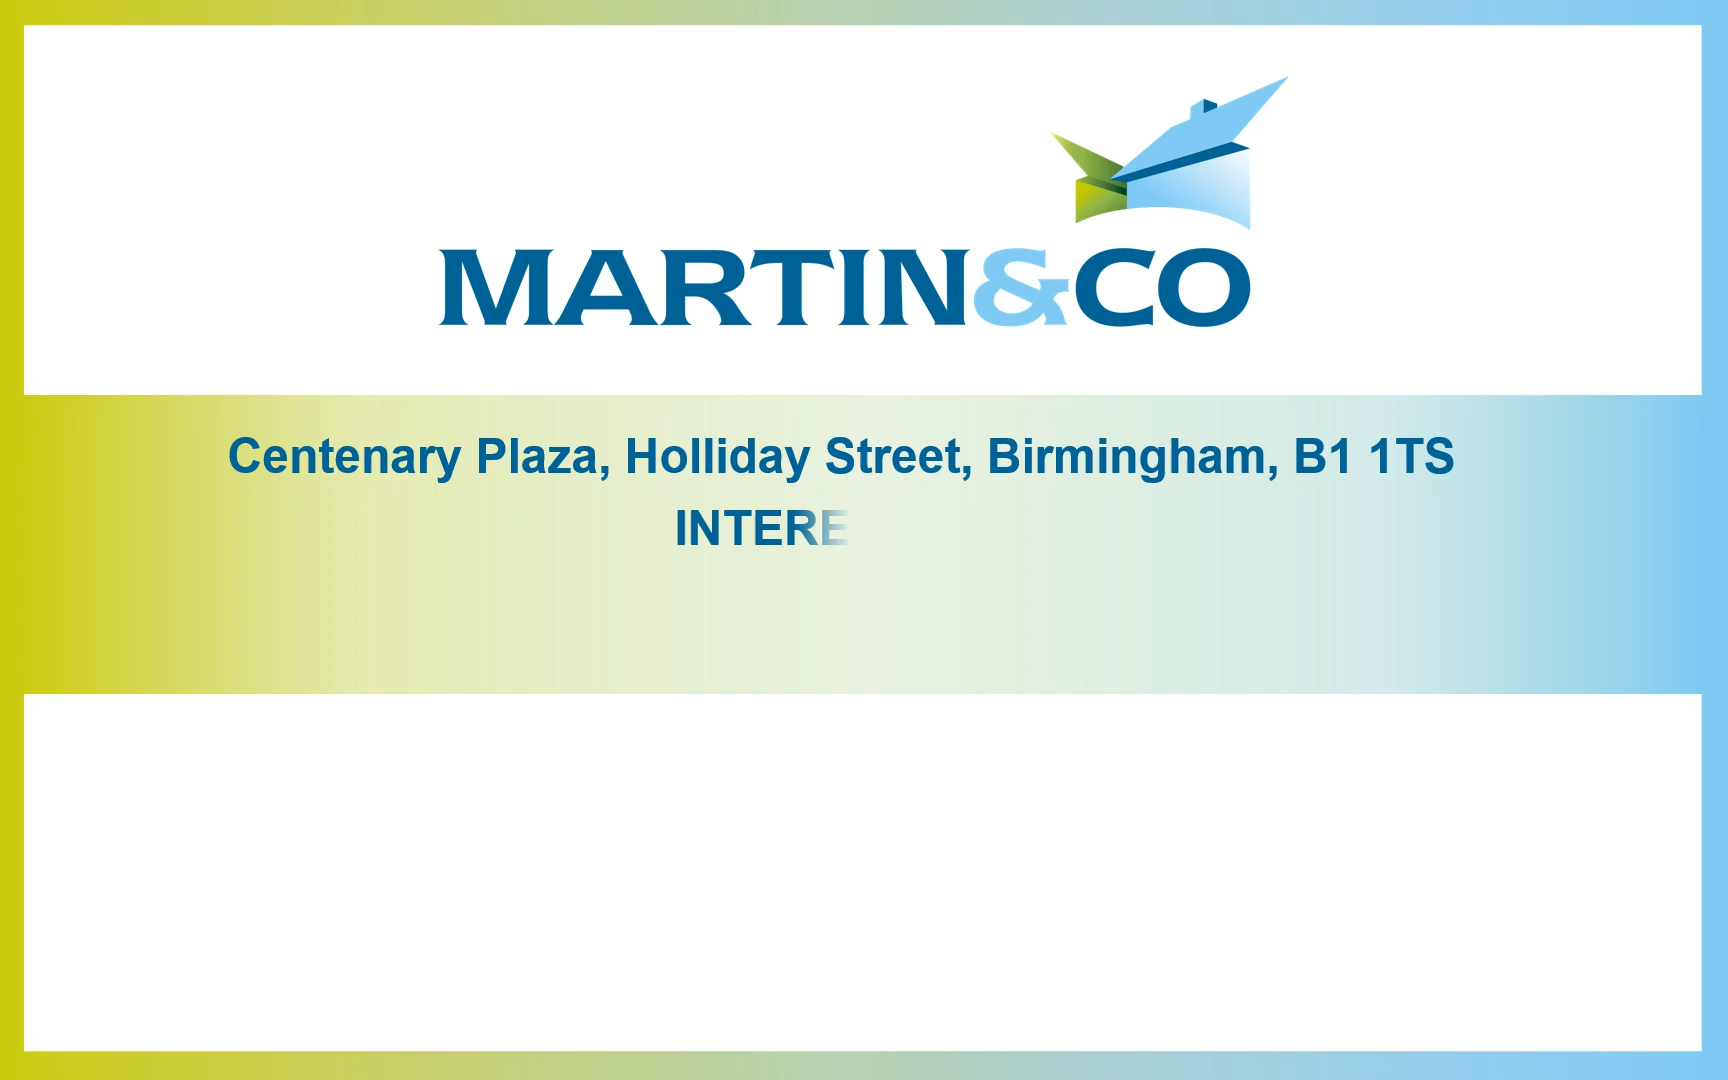 MARTIN&CO
Centenary Plaza, Holliday Street, Birmingham, B1 1TS
INTERE